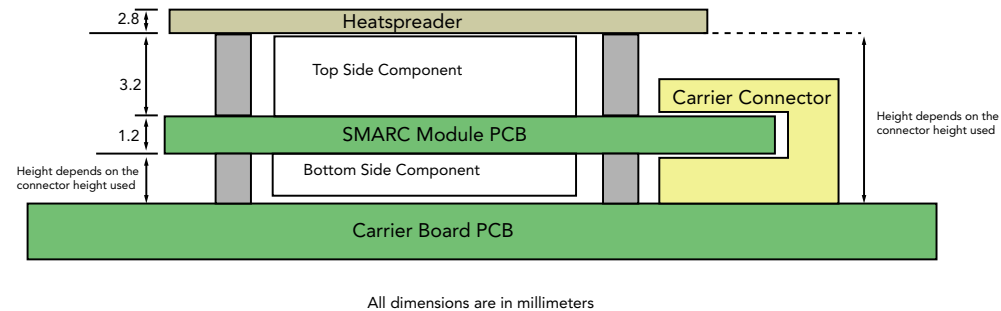 2.8
Heatspreader
3.2
Top Side Component
Carrier Connector
Height depends on the
connector height used
1.2
SMARC Module PCB
Height depends on the
connector height used
Bottom Side Component
Carrier Board PCB
All dimensions are in millimeters